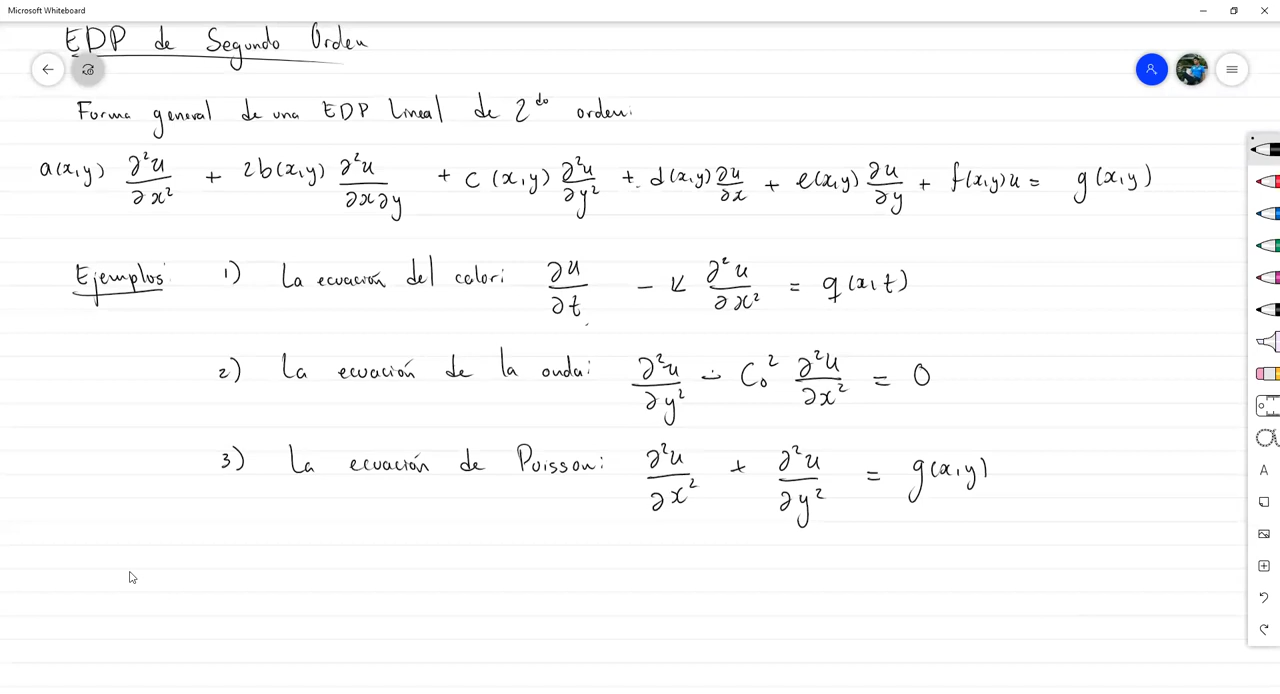 Microsoft Whiteboard
EDP de Segundo Orden
Forma general de una EDP Lineal de 2^do orden:
a(x,y) ∂²u/∂x² + 2b(x,y) ∂²u/∂x∂y + c(x,y) ∂²u/∂y² + d(x,y) ∂u/∂x + e(x,y) ∂u/∂y + f(x,y)u = g(x,y)
Ejemplos: 1) La ecuación del calor: ∂u/∂t - K ∂²u/∂x² = q(x,t)
2) La ecuación de la onda: ∂²u/∂y² - C₀² ∂²u/∂x² = 0
3) La ecuación de Poisson: ∂²u/∂x² + ∂²u/∂y² = g(x,y)
A